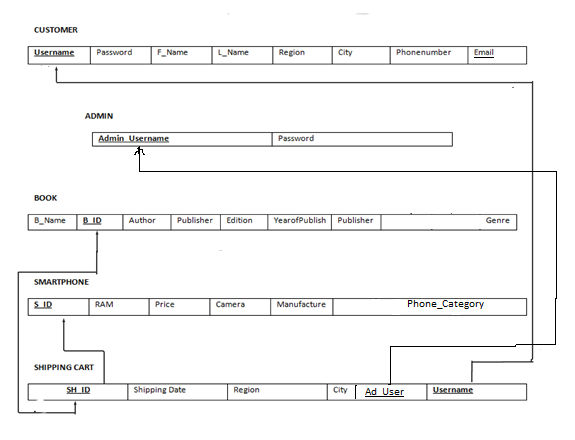 CUSTOMER
Username Password F_Name L_Name Region City Phonenumber Email
ADMIN
Admin_Username Password
BOOK
B_Name B_ID Author Publisher Edition YearofPublish Publisher Genre
SMARTPHONE
S_ID RAM Price Camera Manufacture Phone_Category
SHIPPING CART
SH_ID Shipping Date Region City Ad_User Username